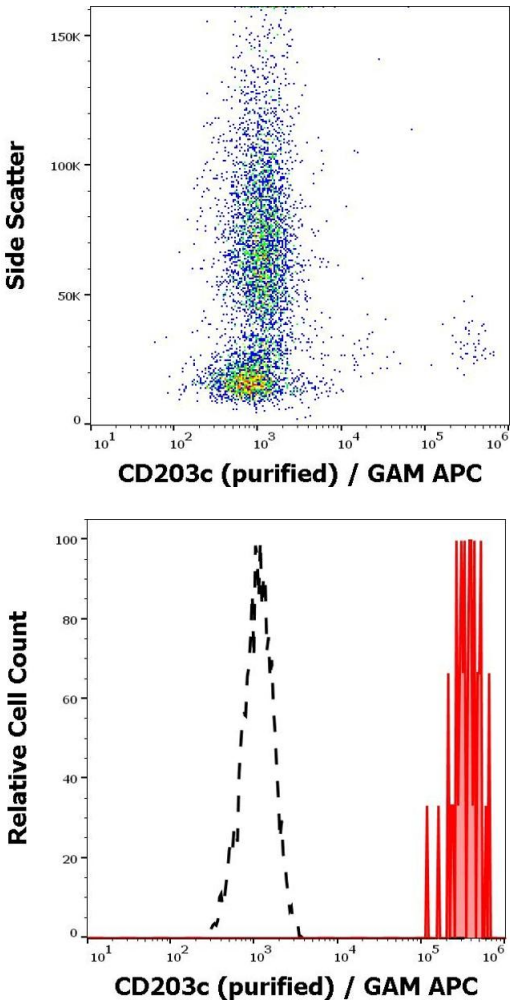 150K
100K
50K
0
Side Scatter
10¹ 10² 10³ 10⁴ 10⁵ 10⁶
CD203c (purified) / GAM APC
100
80
60
40
20
0
Relative Cell Count
10¹ 10² 10³ 10⁴ 10⁵ 10⁶
CD203c (purified) / GAM APC